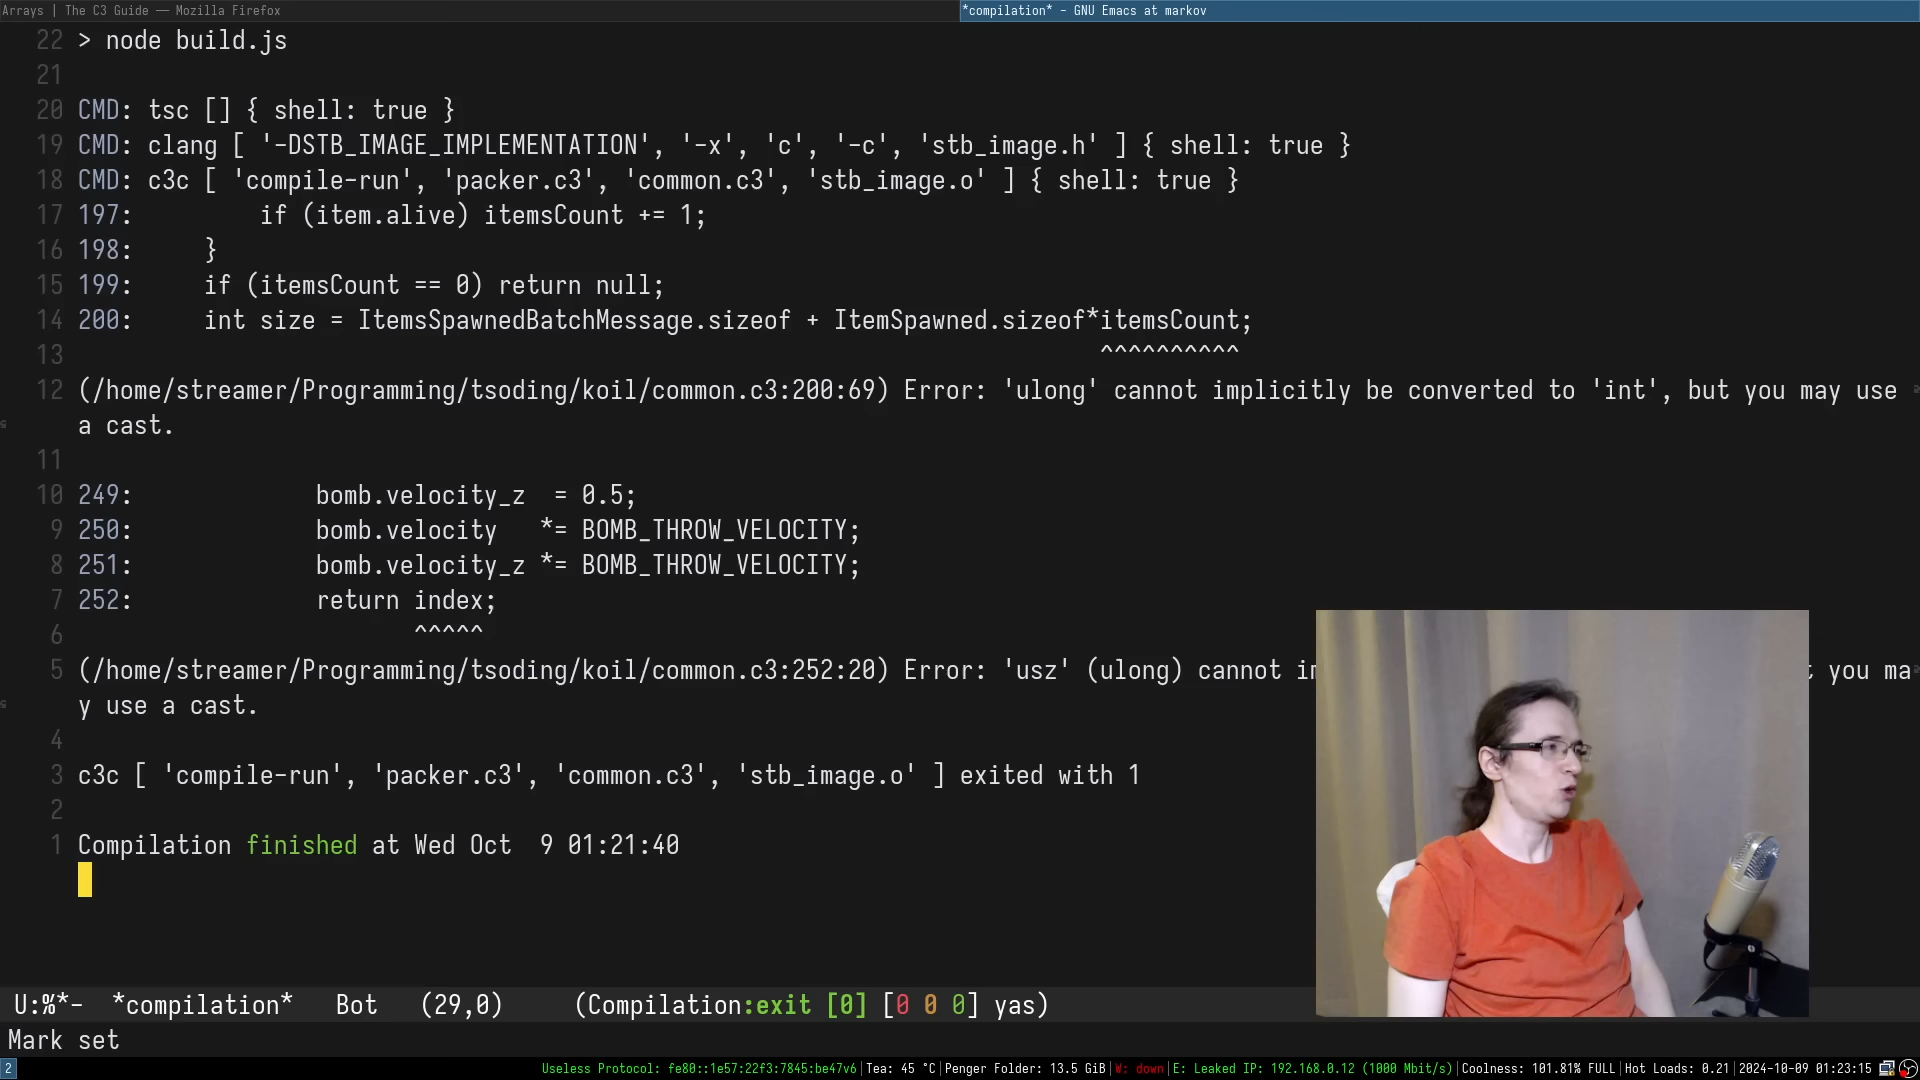 Arrays | The C3 Guide — Mozilla Firefox
*compilation* - GNU Emacs at markov
22 > node build.js
21
20 CMD: tsc [] { shell: true }
19 CMD: clang [ '-DSTB_IMAGE_IMPLEMENTATION', '-x', 'c', '-c', 'stb_image.h' ] { shell: true }
18 CMD: c3c [ 'compile-run', 'packer.c3', 'common.c3', 'stb_image.o' ] { shell: true }
17 197:         if (item.alive) itemsCount += 1;
16 198:     }
15 199:     if (itemsCount == 0) return null;
14 200:     int size = ItemsSpawnedBatchMessage.sizeof + ItemSpawned.sizeof*itemsCount;
13 ^^^^^^^^^^
12 (/home/streamer/Programming/tsoding/koil/common.c3:200:69) Error: 'ulong' cannot implicitly be converted to 'int', but you may use
a cast.
11
10 249:             bomb.velocity_z  = 0.5;
9 250:             bomb.velocity   *= BOMB_THROW_VELOCITY;
8 251:             bomb.velocity_z *= BOMB_THROW_VELOCITY;
7 252:             return index;
6 ^^^^^
5 (/home/streamer/Programming/tsoding/koil/common.c3:252:20) Error: 'usz' (ulong) cannot you ma
y use a cast.
4
3 c3c [ 'compile-run', 'packer.c3', 'common.c3', 'stb_image.o' ] exited with 1
2
1 Compilation finished at Wed Oct  9 01:21:40
U:%*-  *compilation*   Bot   (29,0)     (Compilation:exit [0] [0 0 0] yas)
Mark set
2 Useless Protocol: fe80::1e57:22f3:7845:be47v6|Tea: 45 °C|Penger Folder: 13.5 GiB|W: down|E: Leaked IP: 192.168.0.12 (1000 Mbit/s)|Coolness: 101.81% FULL|Hot Loads: 0.21|2024-10-09 01:23:15